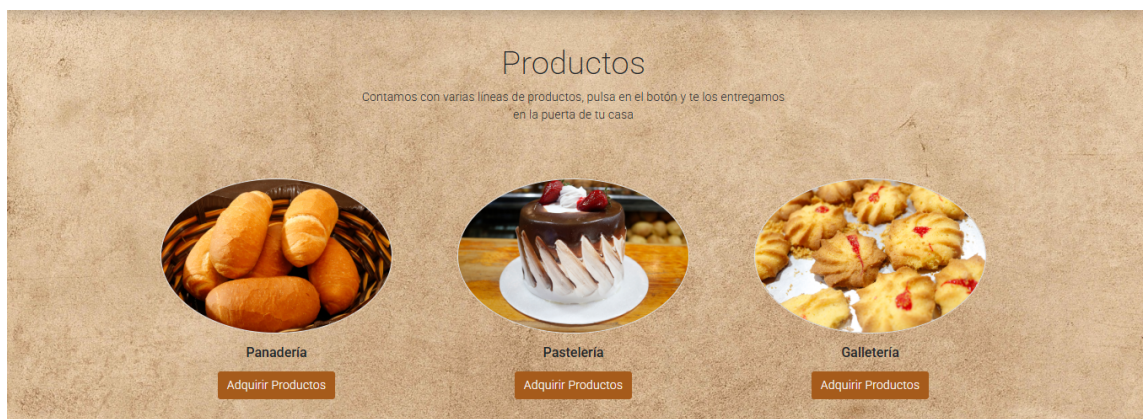 Productos
Contamos con varias líneas de productos, pulsa en el botón y te los entregamos
en la puerta de tu casa
Panadería
Pastelería
Galletería
Adquirir Productos
Adquirir Productos
Adquirir Productos